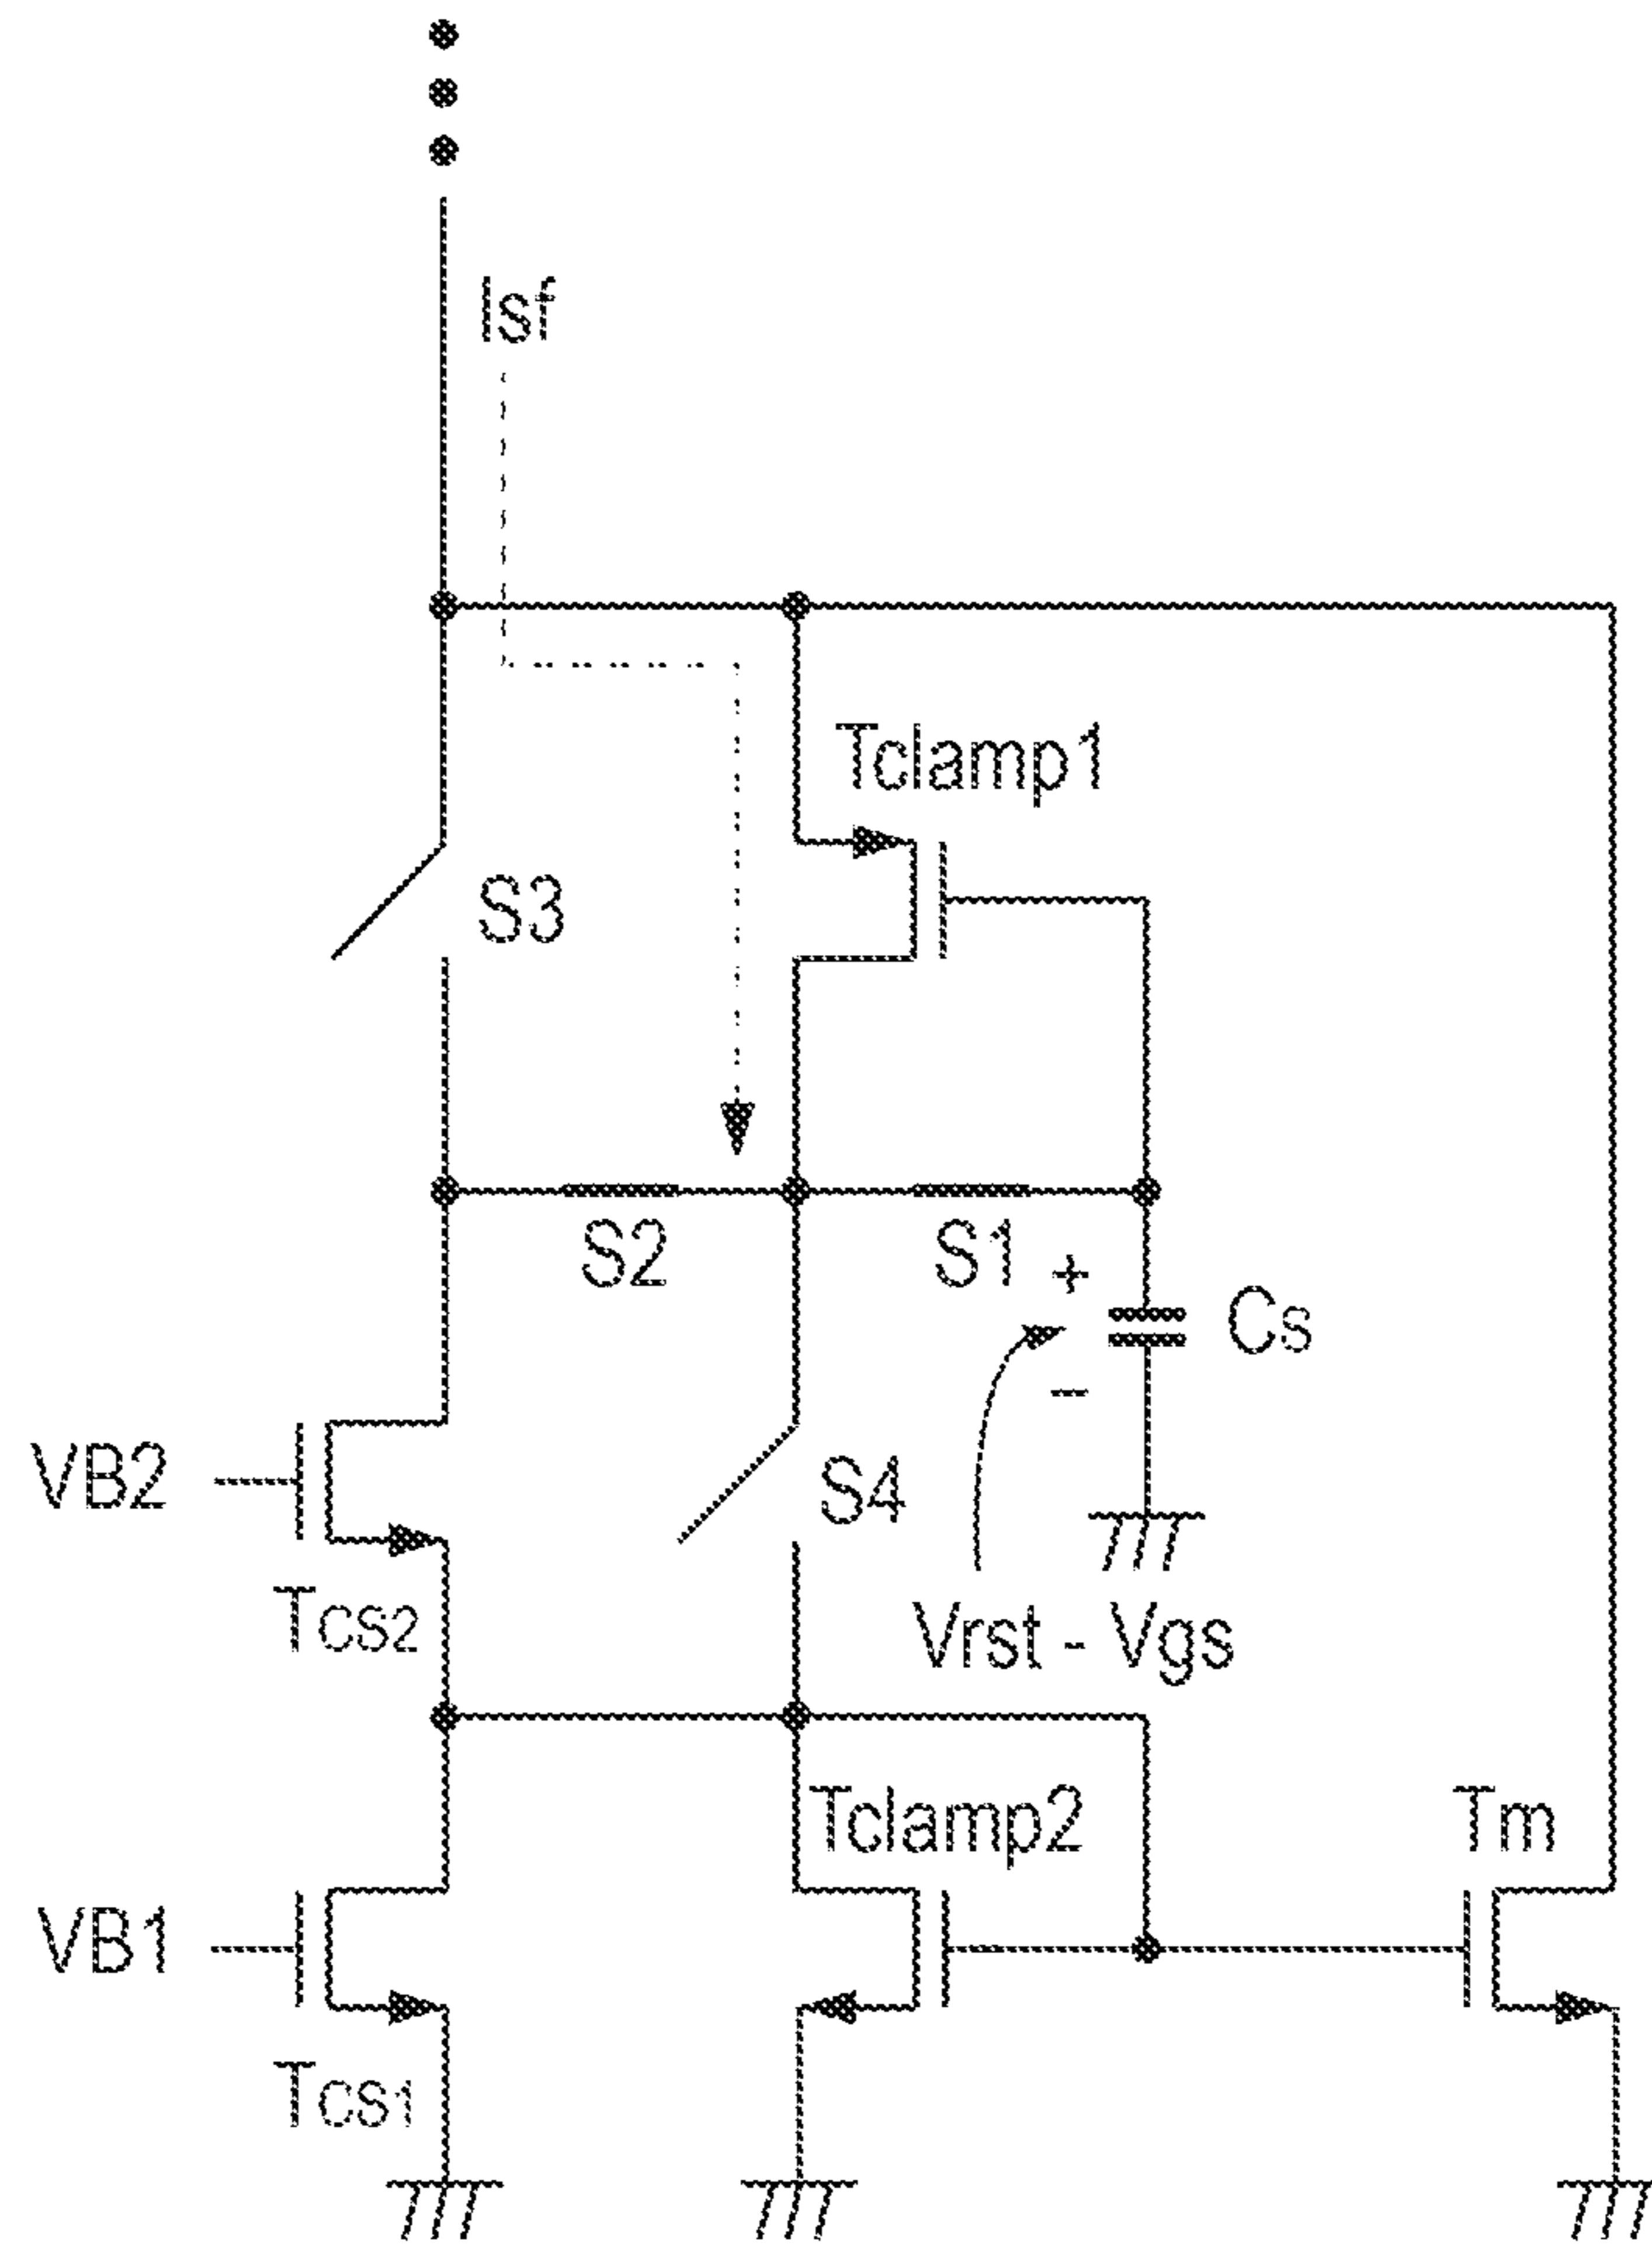 Isf
Tclamp1
S3
S2
S1
+
Cs
-
VB2
S4
Tcs2
Vrst - Vgs
Tclamp2
Tm
VB1
Tcs1